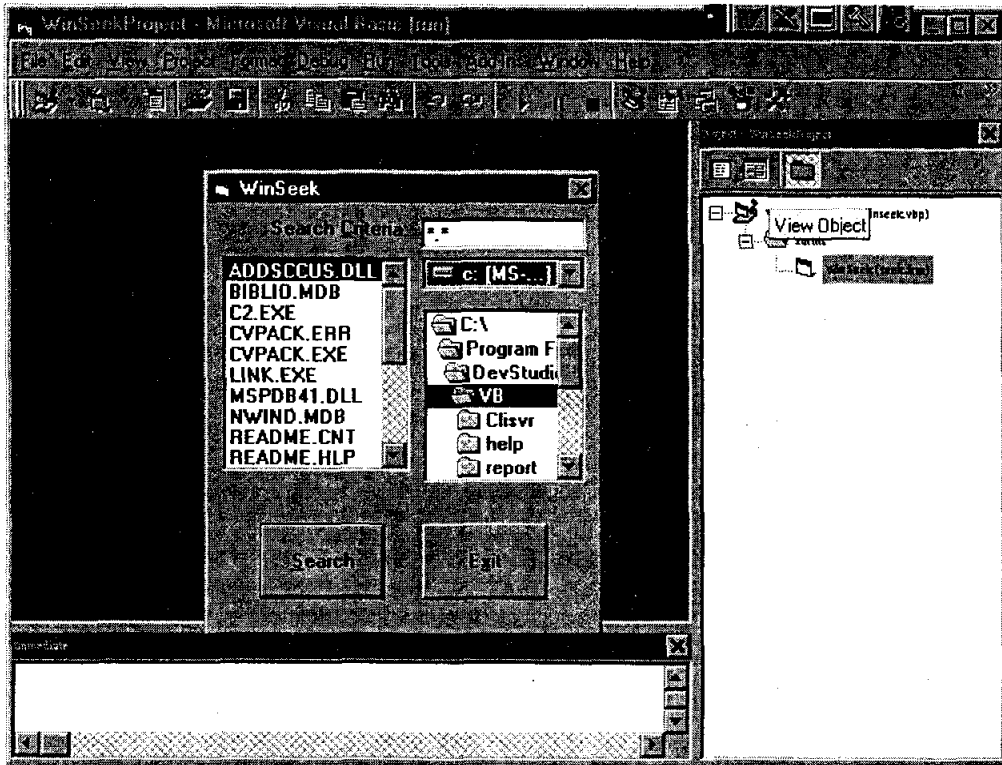 WinSeekProject - Microsoft Visual Basic [run]
File Edit View Project Format Debug Run Tools Add-Ins Window Help
WinSeek
Search Criteria:
*.*
c: [MS-...]
ADDSCCUS.DLL
BIBLIO.MDB
C2.EXE
CVPACK.ERR
CVPACK.EXE
LINK.EXE
MSPDB41.DLL
NWIND.MDB
README.CNT
README.HLP
C:\
Program F
DevStudi
VB
Clisvr
help
report
Search
Exit
Immediate
View Object